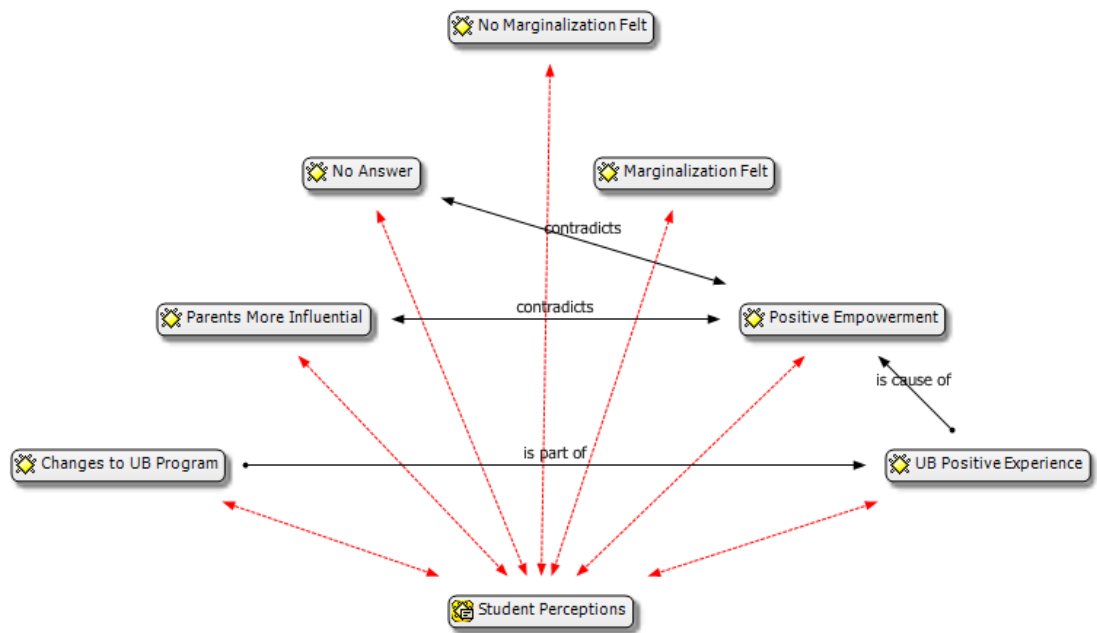 No Marginalization Felt
No Answer
Marginalization Felt
contradicts
Parents More Influential
contradicts
Positive Empowerment
is cause of
Changes to UB Program
is part of
UB Positive Experience
Student Perceptions